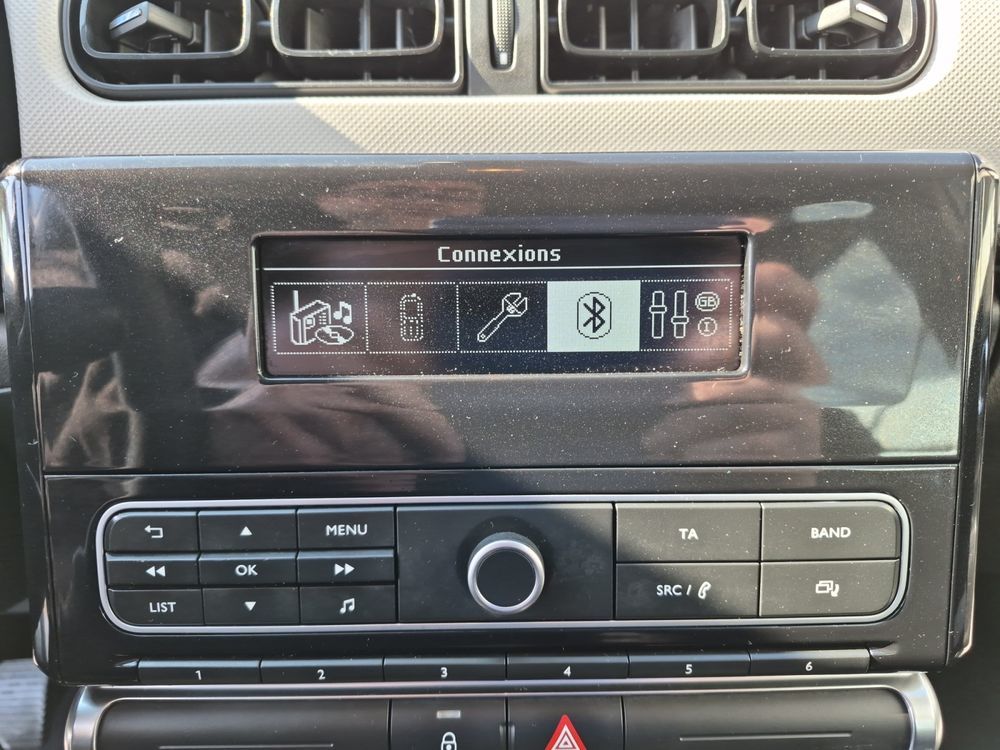 Connexions
GB
I
MENU
TA
BAND
OK
SRC /
LIST
1 2 3 4 5 6